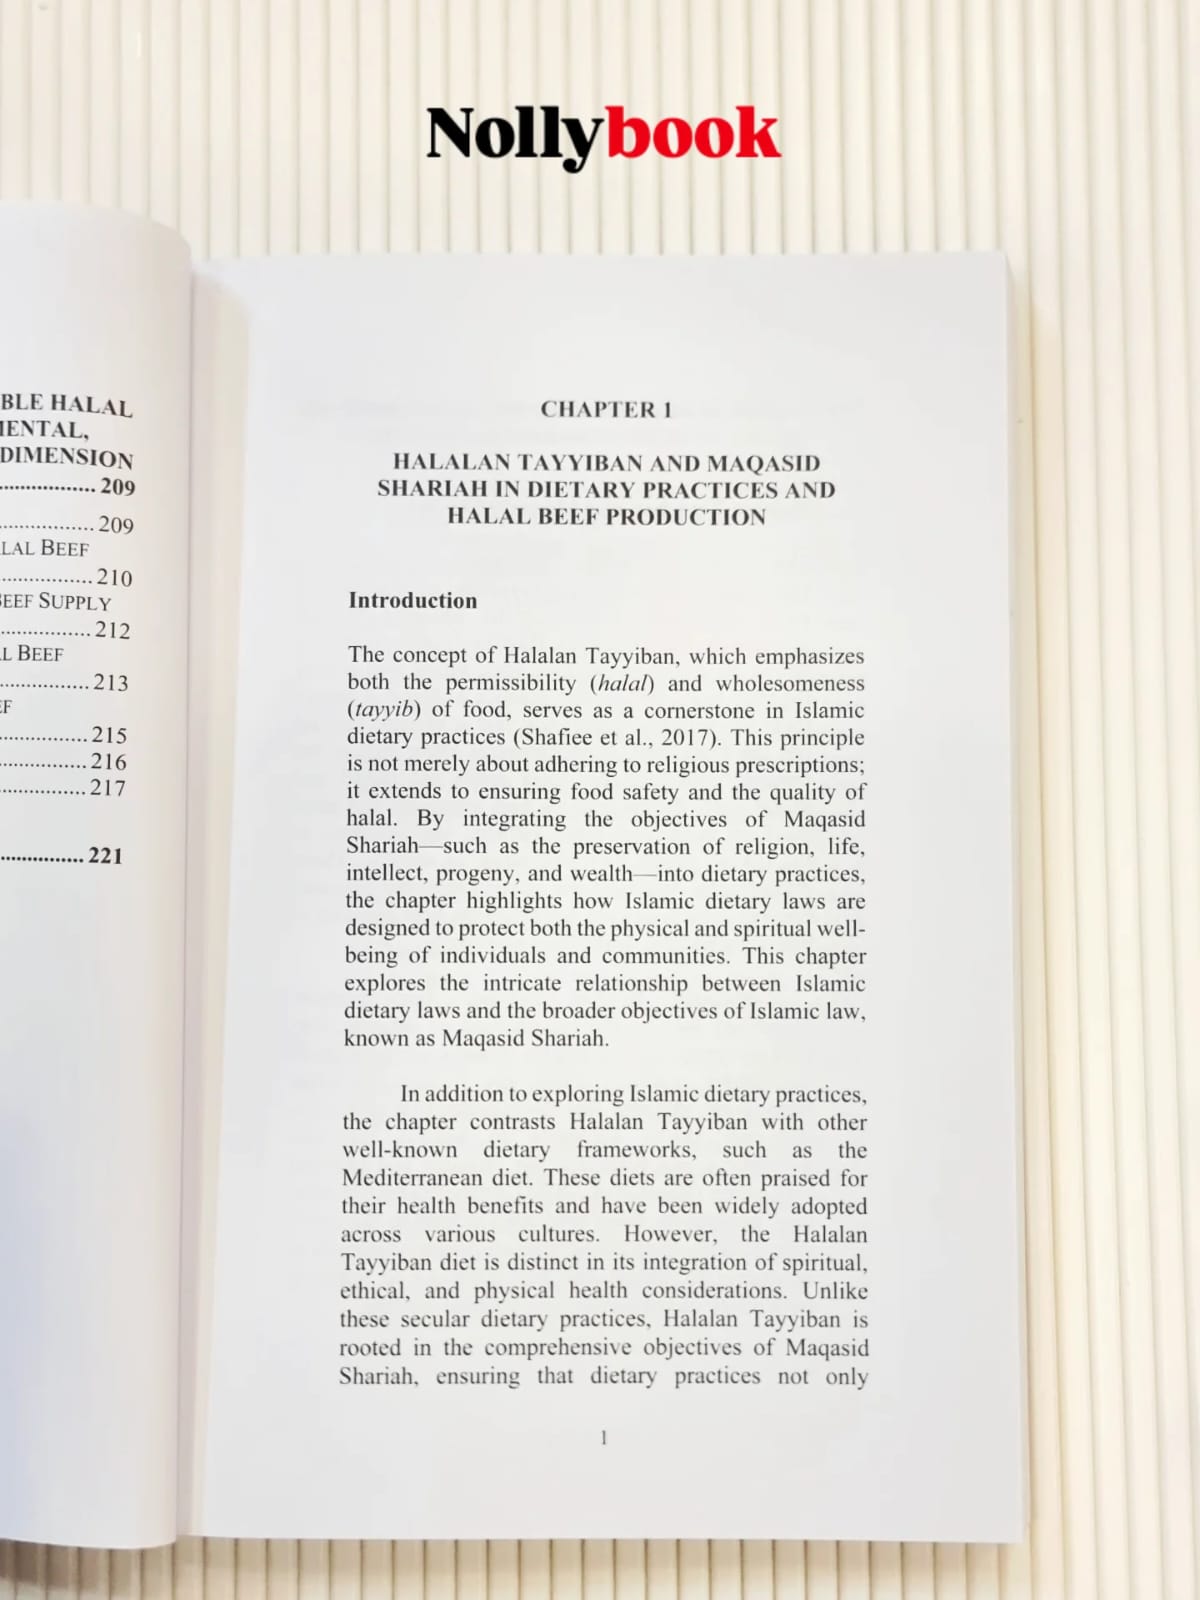 Nollybook
BLE HALAL
MENTAL,
DIMENSION
................. 209
................. 209
LAL BEEF
................. 210
BEEF SUPPLY
................. 212
L BEEF
................. 213
EF
................. 215
................. 216
................. 217
................. 221
CHAPTER 1
HALALAN TAYYIBAN AND MAQASID
SHARIAH IN DIETARY PRACTICES AND
HALAL BEEF PRODUCTION
Introduction
The concept of Halalan Tayyiban, which emphasizes
both the permissibility (halal) and wholesomeness
(tayyib) of food, serves as a cornerstone in Islamic
dietary practices (Shafiee et al., 2017). This principle
is not merely about adhering to religious prescriptions;
it extends to ensuring food safety and the quality of
halal. By integrating the objectives of Maqasid
Shariah—such as the preservation of religion, life,
intellect, progeny, and wealth—into dietary practices,
the chapter highlights how Islamic dietary laws are
designed to protect both the physical and spiritual well-
being of individuals and communities. This chapter
explores the intricate relationship between Islamic
dietary laws and the broader objectives of Islamic law,
known as Maqasid Shariah.
In addition to exploring Islamic dietary practices,
the chapter contrasts Halalan Tayyiban with other
well-known dietary frameworks, such as the
Mediterranean diet. These diets are often praised for
their health benefits and have been widely adopted
across various cultures. However, the Halalan
Tayyiban diet is distinct in its integration of spiritual,
ethical, and physical health considerations. Unlike
these secular dietary practices, Halalan Tayyiban is
rooted in the comprehensive objectives of Maqasid
Shariah, ensuring that dietary practices not only
1